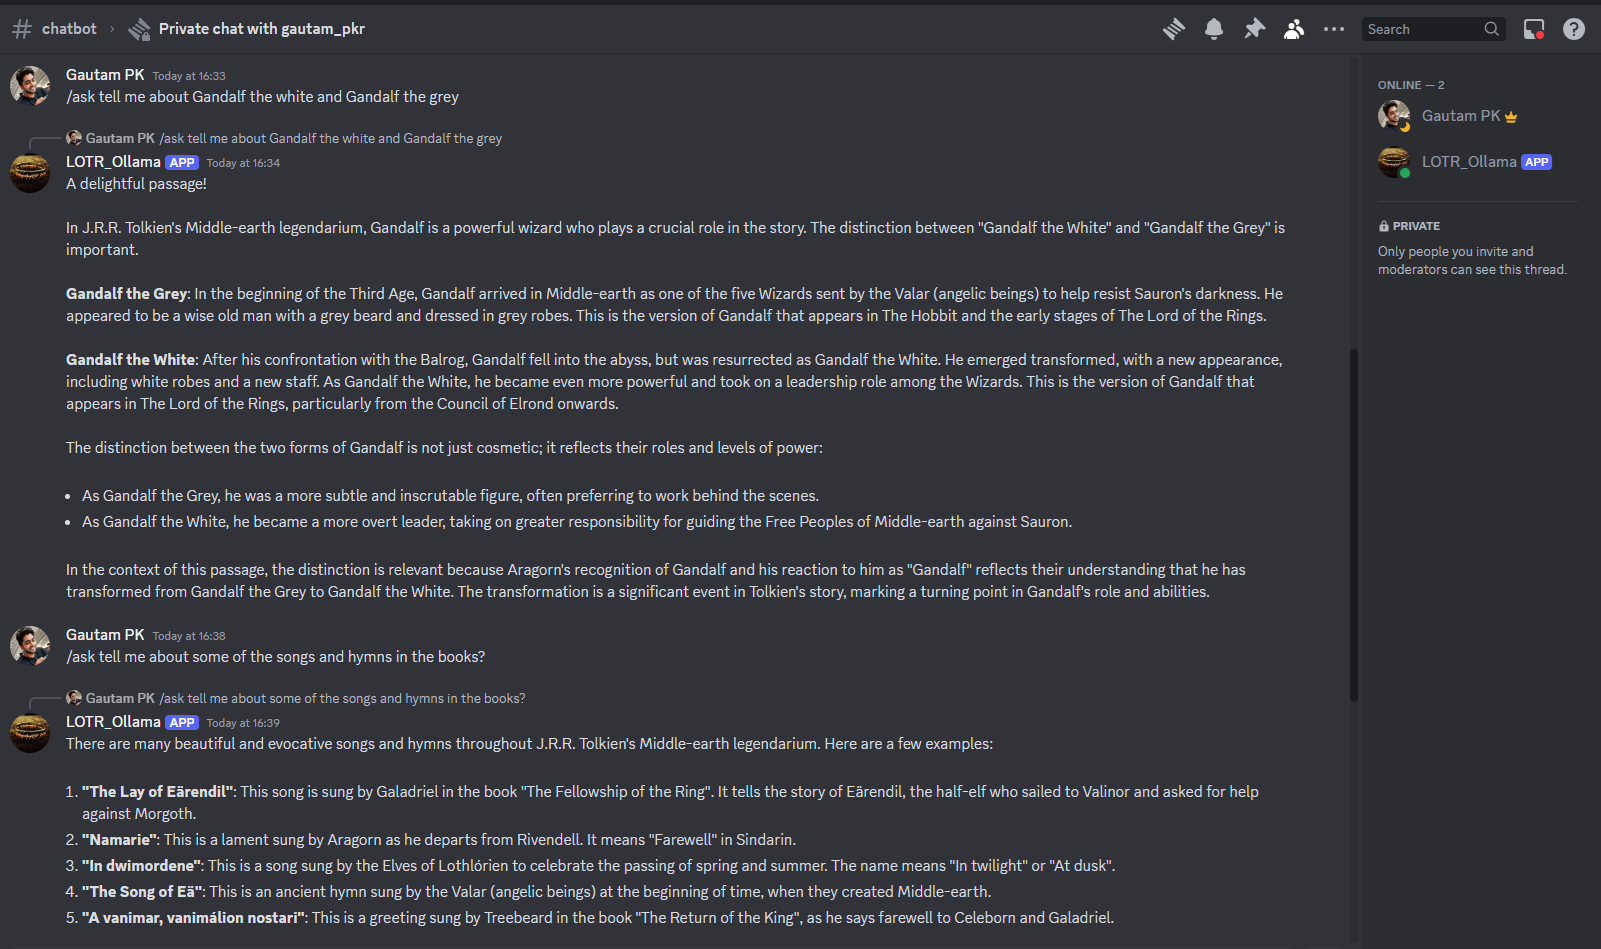 chatbot › Private chat with gautam_pkr
Search
Gautam PK Today at 16:33
/ask tell me about Gandalf the white and Gandalf the grey
Gautam PK /ask tell me about Gandalf the white and Gandalf the grey
LOTR_Ollama APP Today at 16:34
A delightful passage!
In J.R.R. Tolkien's Middle-earth legendarium, Gandalf is a powerful wizard who plays a crucial role in the story. The distinction between "Gandalf the White" and "Gandalf the Grey" is
important.
Gandalf the Grey: In the beginning of the Third Age, Gandalf arrived in Middle-earth as one of the five Wizards sent by the Valar (angelic beings) to help resist Sauron's darkness. He
appeared to be a wise old man with a grey beard and dressed in grey robes. This is the version of Gandalf that appears in The Hobbit and the early stages of The Lord of the Rings.
Gandalf the White: After his confrontation with the Balrog, Gandalf fell into the abyss, but was resurrected as Gandalf the White. He emerged transformed, with a new appearance,
including white robes and a new staff. As Gandalf the White, he became even more powerful and took on a leadership role among the Wizards. This is the version of Gandalf that
appears in The Lord of the Rings, particularly from the Council of Elrond onwards.
The distinction between the two forms of Gandalf is not just cosmetic; it reflects their roles and levels of power:
• As Gandalf the Grey, he was a more subtle and inscrutable figure, often preferring to work behind the scenes.
• As Gandalf the White, he became a more overt leader, taking on greater responsibility for guiding the Free Peoples of Middle-earth against Sauron.
In the context of this passage, the distinction is relevant because Aragorn's recognition of Gandalf and his reaction to him as "Gandalf" reflects their understanding that he has
transformed from Gandalf the Grey to Gandalf the White. The transformation is a significant event in Tolkien's story, marking a turning point in Gandalf's role and abilities.
Gautam PK Today at 16:38
/ask tell me about some of the songs and hymns in the books?
Gautam PK /ask tell me about some of the songs and hymns in the books?
LOTR_Ollama APP Today at 16:39
There are many beautiful and evocative songs and hymns throughout J.R.R. Tolkien's Middle-earth legendarium. Here are a few examples:
1. "The Lay of Eärendil": This song is sung by Galadriel in the book "The Fellowship of the Ring". It tells the story of Eärendil, the half-elf who sailed to Valinor and asked for help
against Morgoth.
2. "Namarie": This is a lament sung by Aragorn as he departs from Rivendell. It means "Farewell" in Sindarin.
3. "In dwimordene": This is a song sung by the Elves of Lothlórien to celebrate the passing of spring and summer. The name means "In twilight" or "At dusk".
4. "The Song of Eä": This is an ancient hymn sung by the Valar (angelic beings) at the beginning of time, when they created Middle-earth.
5. "A vanimar, vanimálion nostari": This is a greeting sung by Treebeard in the book "The Return of the King", as he says farewell to Celeborn and Galadriel.
ONLINE — 2
Gautam PK
LOTR_Ollama APP
PRIVATE
Only people you invite and
moderators can see this thread.